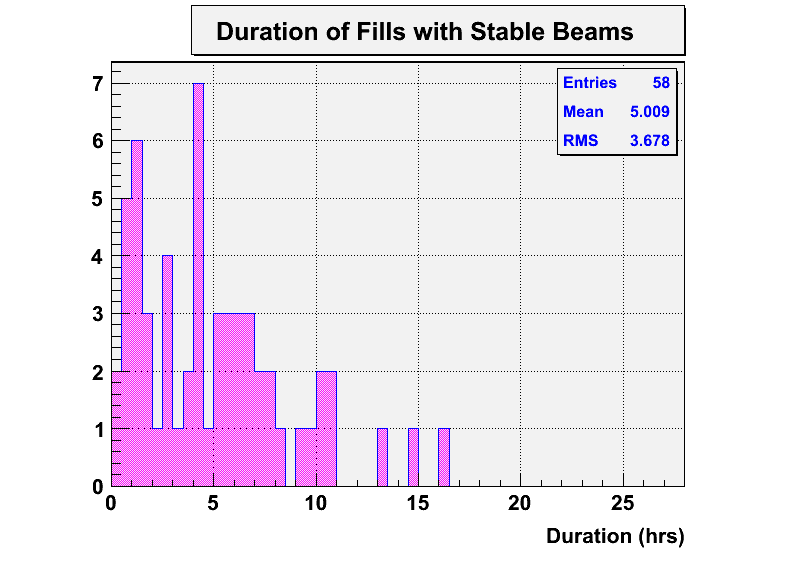 Duration of Fills with Stable Beams
Entries 58
Mean 5.009
RMS 3.678
7
6
5
4
3
2
1
0
0 5 10 15 20 25
Duration (hrs)